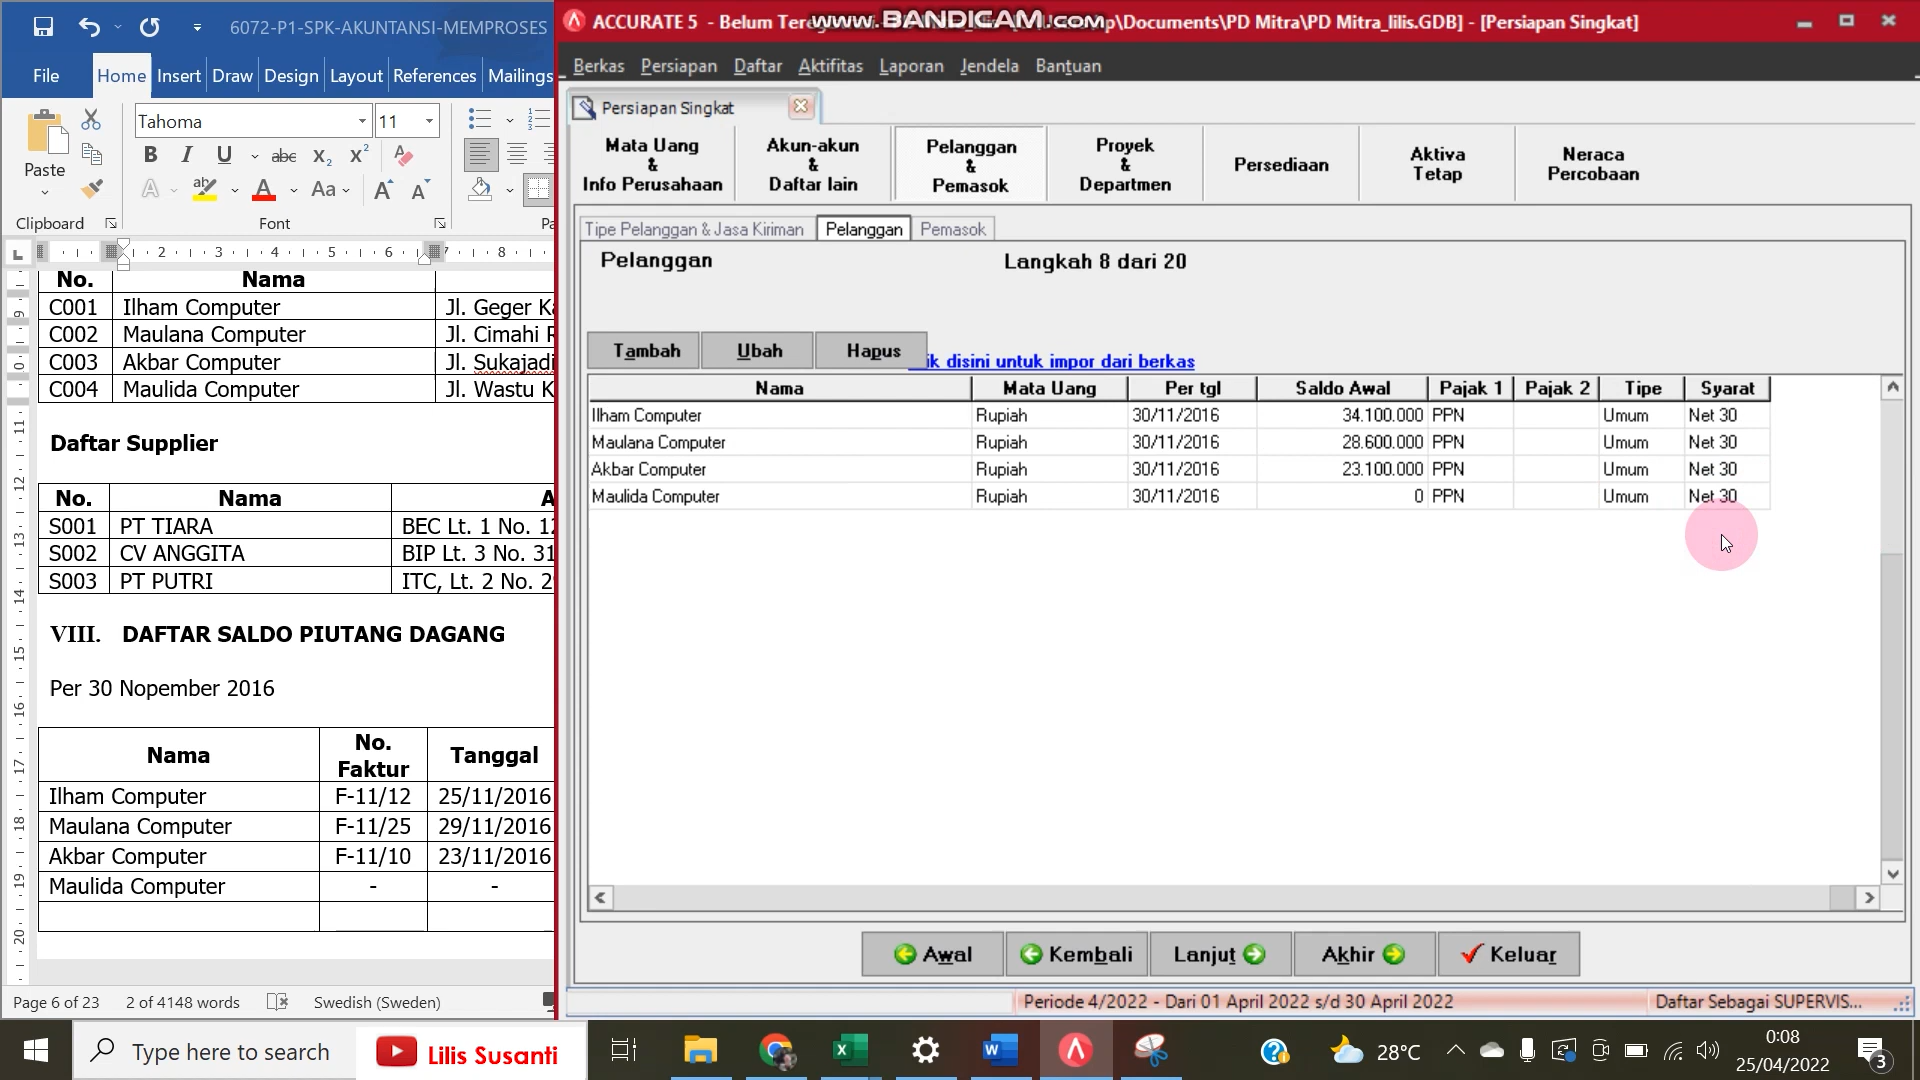 6072-P1-SPK-AKUNTANSI-MEMPROSES
File Home Insert Draw Design Layout References Mailings
Tahoma 11
Paste
Clipboard Font
No. Nama
C001 Ilham Computer Jl. Geger
C002 Maulana Computer Jl. Cimahi
C003 Akbar Computer Jl. Sukajadi
C004 Maulida Computer Jl. Wastu
Daftar Supplier
No. Nama
S001 PT TIARA BEC Lt. 1 No.
S002 CV ANGGITA BIP Lt. 3 No. 31
S003 PT PUTRI ITC, Lt. 2 No.
VIII. DAFTAR SALDO PIUTANG DAGANG
Per 30 Nopember 2016
Nama No. Faktur Tanggal
Ilham Computer F-11/12 25/11/2016
Maulana Computer F-11/25 29/11/2016
Akbar Computer F-11/10 23/11/2016
Maulida Computer - -
Page 6 of 23 2 of 4148 words Swedish (Sweden)
ACCURATE 5 - Belum
www.BANDICAM.com
\Documents\PD Mitra\PD Mitra_lilis.GDB] - [Persiapan Singkat]
Berkas Persiapan Daftar Aktifitas Laporan Jendela Bantuan
Persiapan Singkat
Mata Uang & Info Perusahaan
Akun-akun & Daftar lain
Pelanggan & Pemasok
Proyek & Departmen
Persediaan
Aktiva Tetap
Neraca Percobaan
Tipe Pelanggan & Jasa Kiriman Pelanggan Pemasok
Pelanggan Langkah 8 dari 20
Tambah Ubah Hapus disini untuk impor dari berkas
Nama Mata Uang Per tgl Saldo Awal Pajak 1 Pajak 2 Tipe Syarat
Ilham Computer Rupiah 30/11/2016 34.100.000 PPN Umum Net 30
Maulana Computer Rupiah 30/11/2016 28.600.000 PPN Umum Net 30
Akbar Computer Rupiah 30/11/2016 23.100.000 PPN Umum Net 30
Maulida Computer Rupiah 30/11/2016 0 PPN Umum Net 30
Awal Kembali Lanjut Akhir Keluar
Periode 4/2022 - Dari 01 April 2022 s/d 30 April 2022 Daftar Sebagai SUPERVIS...
Type here to search
Lilis Susanti
28°C
0:08
25/04/2022
3